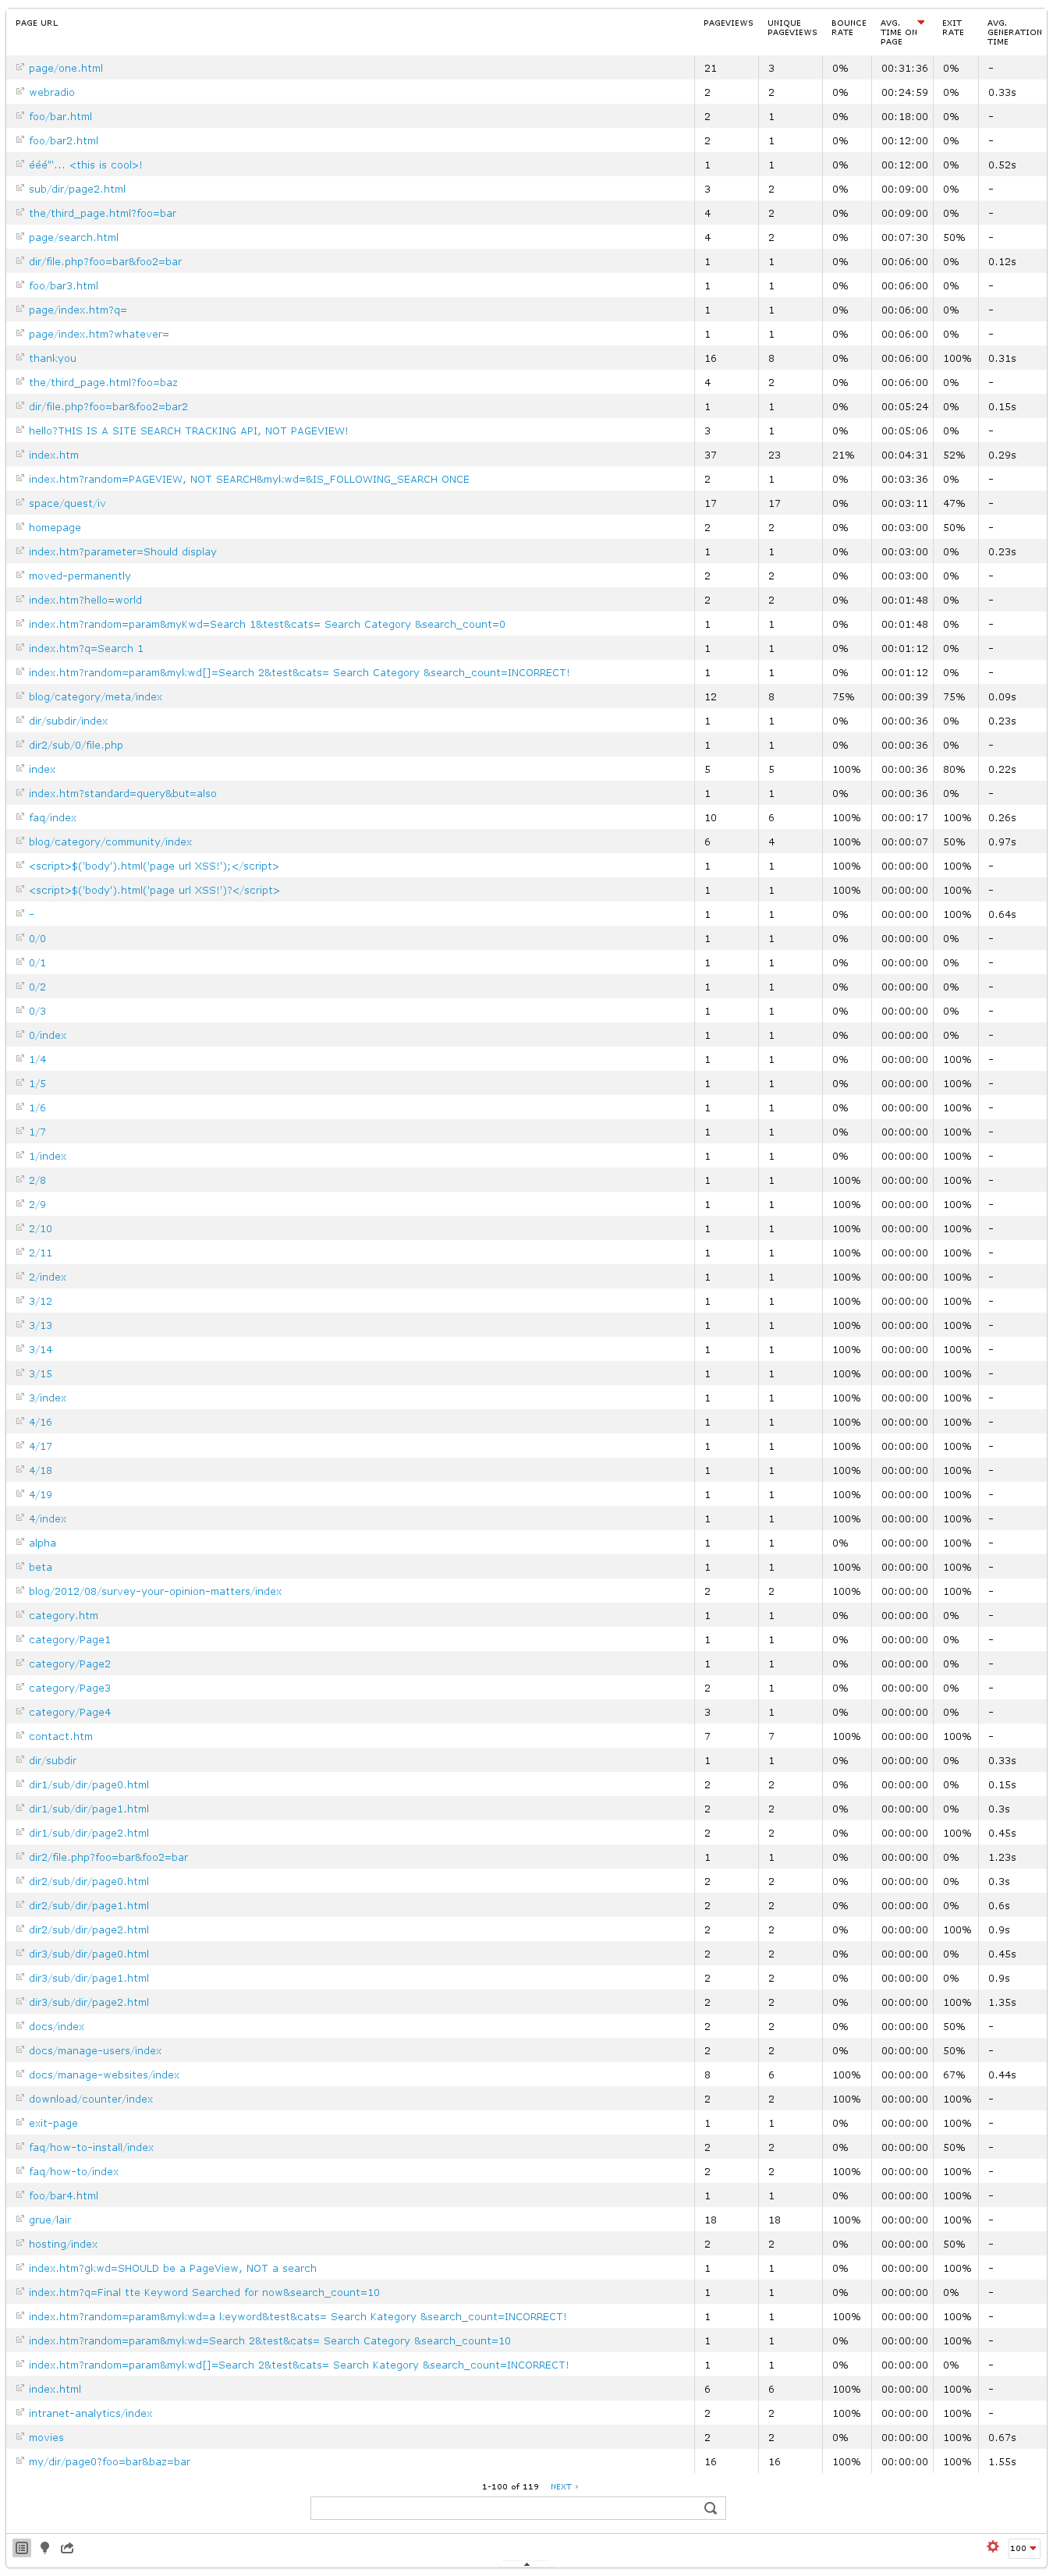 PAGE URL PAGEVIEWS UNIQUE PAGEVIEWS BOUNCE RATE AVG. TIME ON PAGE EXIT RATE AVG. GENERATION TIME
page/one.html 21 3 0% 00:31:36 0% -
webradio 2 2 0% 00:24:59 0% 0.33s
foo/bar.html 2 1 0% 00:18:00 0% -
foo/bar2.html 2 1 0% 00:12:00 0% -
ééé"'... <this is cool>! 1 1 0% 00:12:00 0% 0.52s
sub/dir/page2.html 3 2 0% 00:09:00 0% -
the/third_page.html?foo=bar 4 2 0% 00:09:00 0% -
page/search.html 4 2 0% 00:07:30 50% -
dir/file.php?foo=bar&foo2=bar 1 1 0% 00:06:00 0% 0.12s
foo/bar3.html 1 1 0% 00:06:00 0% -
page/index.htm?q= 1 1 0% 00:06:00 0% -
page/index.htm?whatever= 1 1 0% 00:06:00 0% -
thankyou 16 8 0% 00:06:00 100% 0.31s
the/third_page.html?foo=baz 4 2 0% 00:06:00 0% -
dir/file.php?foo=bar&foo2=bar2 1 1 0% 00:05:24 0% 0.15s
hello?THIS IS A SITE SEARCH TRACKING API, NOT PAGEVIEW! 3 1 0% 00:05:06 0% -
index.htm 37 23 21% 00:04:31 52% 0.29s
index.htm?random=PAGEVIEW, NOT SEARCH&mykwd=&IS_FOLLOWING_SEARCH ONCE 2 1 0% 00:03:36 0% -
space/quest/iv 17 17 0% 00:03:11 47% -
homepage 2 2 0% 00:03:00 50% -
index.htm?parameter=Should display 1 1 0% 00:03:00 0% 0.23s
moved-permanently 2 2 0% 00:03:00 0% -
index.htm?hello=world 2 2 0% 00:01:48 0% -
index.htm?random=param&myKwd=Search 1&test&cats= Search Category &search_count=0 1 1 0% 00:01:48 0% -
index.htm?q=Search 1 1 1 0% 00:01:12 0% -
index.htm?random=param&mykwd[]=Search 2&test&cats= Search Category &search_count=INCORRECT! 1 1 0% 00:01:12 0% -
blog/category/meta/index 12 8 75% 00:00:39 75% 0.09s
dir/subdir/index 1 1 0% 00:00:36 0% 0.23s
dir2/sub/0/file.php 1 1 0% 00:00:36 0% -
index 5 5 100% 00:00:36 80% 0.22s
index.htm?standard=query&but=also 1 1 0% 00:00:36 0% -
faq/index 10 6 100% 00:00:17 100% 0.26s
blog/category/community/index 6 4 100% 00:00:07 50% 0.97s
<script>$('body').html('page url XSS!');</script> 1 1 100% 00:00:00 100% -
<script>$('body').html('page url XSS!')?</script> 1 1 100% 00:00:00 100% -
- 1 1 0% 00:00:00 100% 0.64s
0/0 1 1 0% 00:00:00 0% -
0/1 1 1 0% 00:00:00 0% -
0/2 1 1 0% 00:00:00 0% -
0/3 1 1 0% 00:00:00 0% -
0/index 1 1 0% 00:00:00 0% -
1/4 1 1 0% 00:00:00 100% -
1/5 1 1 0% 00:00:00 100% -
1/6 1 1 0% 00:00:00 100% -
1/7 1 1 0% 00:00:00 100% -
1/index 1 1 0% 00:00:00 100% -
2/8 1 1 100% 00:00:00 100% -
2/9 1 1 100% 00:00:00 100% -
2/10 1 1 100% 00:00:00 100% -
2/11 1 1 100% 00:00:00 100% -
2/index 1 1 100% 00:00:00 100% -
3/12 1 1 100% 00:00:00 100% -
3/13 1 1 100% 00:00:00 100% -
3/14 1 1 100% 00:00:00 100% -
3/15 1 1 100% 00:00:00 100% -
3/index 1 1 100% 00:00:00 100% -
4/16 1 1 100% 00:00:00 100% -
4/17 1 1 100% 00:00:00 100% -
4/18 1 1 100% 00:00:00 100% -
4/19 1 1 100% 00:00:00 100% -
4/index 1 1 100% 00:00:00 100% -
alpha 1 1 0% 00:00:00 100% -
beta 1 1 100% 00:00:00 100% -
blog/2012/08/survey-your-opinion-matters/index 2 2 100% 00:00:00 100% -
category.htm 1 1 0% 00:00:00 0% -
category/Page1 1 1 0% 00:00:00 0% -
category/Page2 1 1 0% 00:00:00 0% -
category/Page3 2 1 0% 00:00:00 0% -
category/Page4 3 1 0% 00:00:00 0% -
contact.htm 7 7 100% 00:00:00 100% -
dir/subdir 1 1 0% 00:00:00 0% 0.33s
dir1/sub/dir/page0.html 2 2 0% 00:00:00 0% 0.15s
dir1/sub/dir/page1.html 2 2 0% 00:00:00 0% 0.3s
dir1/sub/dir/page2.html 2 2 0% 00:00:00 100% 0.45s
dir2/file.php?foo=bar&foo2=bar 1 1 0% 00:00:00 0% 1.23s
dir2/sub/dir/page0.html 2 2 0% 00:00:00 0% 0.3s
dir2/sub/dir/page1.html 2 2 0% 00:00:00 0% 0.6s
dir2/sub/dir/page2.html 2 2 0% 00:00:00 100% 0.9s
dir3/sub/dir/page0.html 2 2 0% 00:00:00 0% 0.45s
dir3/sub/dir/page1.html 2 2 0% 00:00:00 0% 0.9s
dir3/sub/dir/page2.html 2 2 0% 00:00:00 100% 1.35s
docs/index 2 2 0% 00:00:00 50% -
docs/manage-users/index 2 2 0% 00:00:00 50% -
docs/manage-websites/index 8 6 100% 00:00:00 67% 0.44s
download/counter/index 2 2 100% 00:00:00 100% -
exit-page 1 1 0% 00:00:00 100% -
faq/how-to-install/index 2 2 0% 00:00:00 50% -
faq/how-to/index 2 2 100% 00:00:00 100% -
foo/bar4.html 1 1 0% 00:00:00 100% -
grue/lair 18 18 100% 00:00:00 100% -
hosting/index 2 2 0% 00:00:00 50% -
index.htm?gkwd=SHOULD be a PageView, NOT a search 1 1 0% 00:00:00 100% -
index.htm?q=Final tte Keyword Searched for now&search_count=10 1 1 0% 00:00:00 0% -
index.htm?random=param&mykwd=a keyword&test&cats= Search Kategory &search_count=INCORRECT! 1 1 100% 00:00:00 100% -
index.htm?random=param&mykwd=Search 2&test&cats= Search Category &search_count=10 1 1 0% 00:00:00 100% -
index.htm?random=param&mykwd[]=Search 2&test&cats= Search Kategory &search_count=INCORRECT! 1 1 0% 00:00:00 0% -
index.html 6 6 100% 00:00:00 100% -
intranet-analytics/index 2 2 100% 00:00:00 100% -
movies 2 2 0% 00:00:00 100% 0.67s
my/dir/page0?foo=bar&baz=bar 16 16 100% 00:00:00 100% 1.55s
1-100 of 119 NEXT ›
100